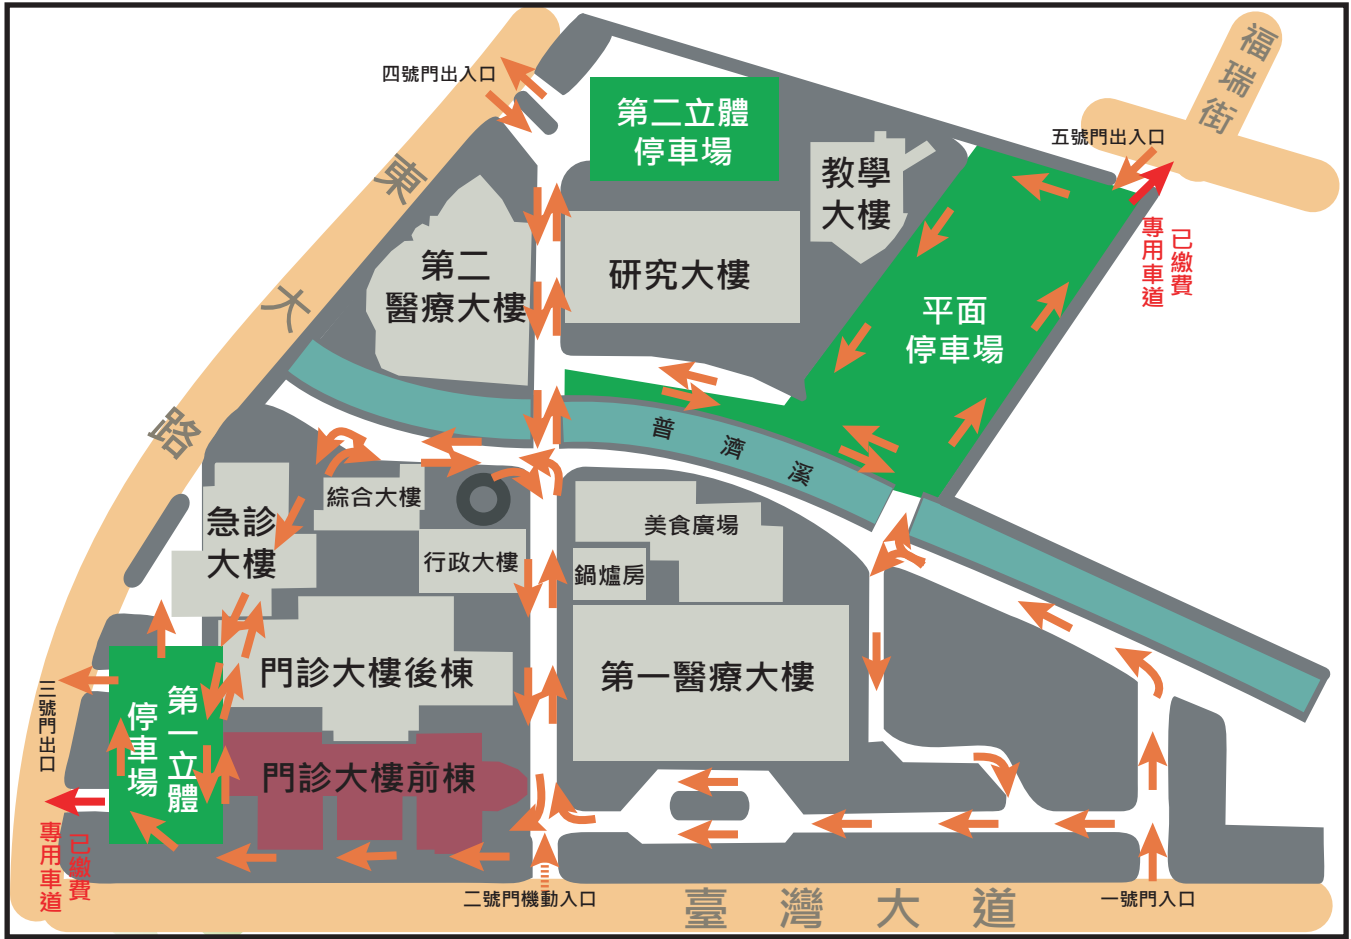 福瑞街
四號門出入口
第二立體
停車場
五號門出入口
教學
大樓
東大路
已繳費
專用車道
第二
醫療大樓
研究大樓
平面
停車場
普濟溪
綜合大樓
美食廣場
急診
大樓
行政大樓
鍋爐房
門診大樓後棟
第一醫療大樓
三號門出口
第一立體
停車場
門診大樓前棟
已繳費
專用車道
二號門機動入口
臺灣大道
一號門入口